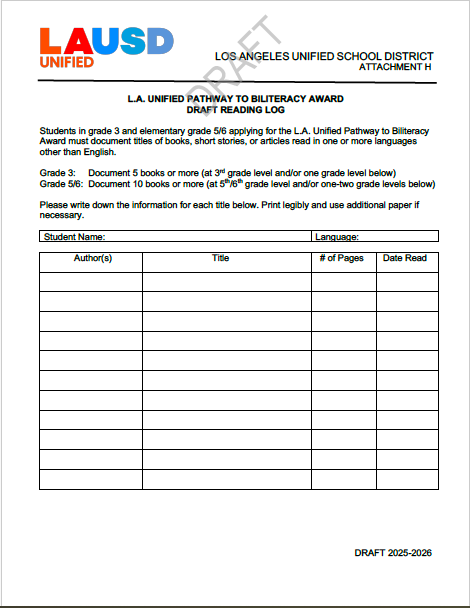 LAUSD
UNIFIED
DRAFT
LOS ANGELES UNIFIED SCHOOL DISTRICT
ATTACHMENT H
L.A. UNIFIED PATHWAY TO BILITERACY AWARD
DRAFT READING LOG
Students in grade 3 and elementary grade 5/6 applying for the L.A. Unified Pathway to Biliteracy
Award must document titles of books, short stories, or articles read in one or more languages
other than English.
Grade 3: Document 5 books or more (at 3rd grade level and/or one grade level below)
Grade 5/6: Document 10 books or more (at 5th/6th grade level and/or one-two grade levels below)
Please write down the information for each title below. Print legibly and use additional paper if
necessary.
Student Name: Language:
Author(s) Title # of Pages Date Read
DRAFT 2025-2026